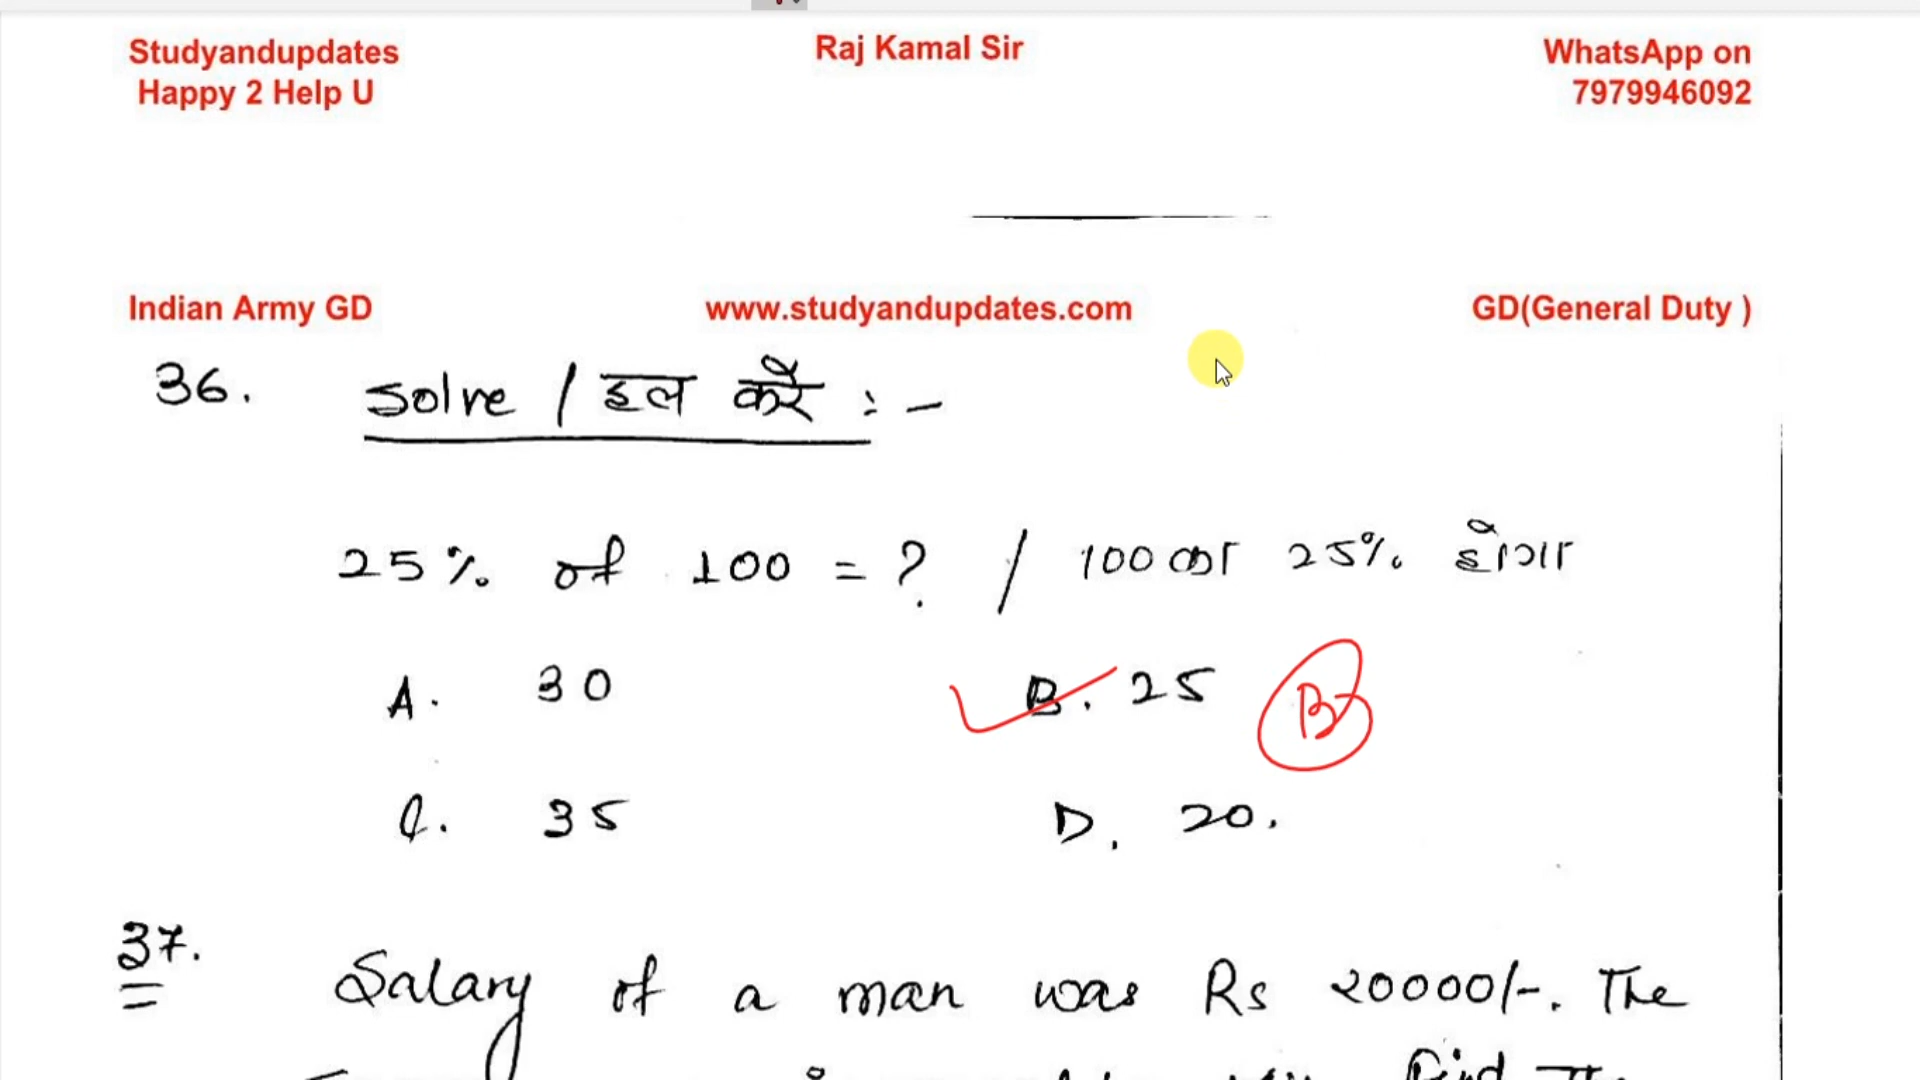 Studyandupdates Raj Kamal Sir WhatsApp on
Happy 2 Help U 7979946092
Indian Army GD www.studyandupdates.com GD(General Duty )
36. Solve / हल करें :-
25% of 100 = ? / 100 का 25% होगा
A. 30 B. 25 B
C. 35 D. 20.
37. Salary of a man was Rs 20000/-. The
Find The